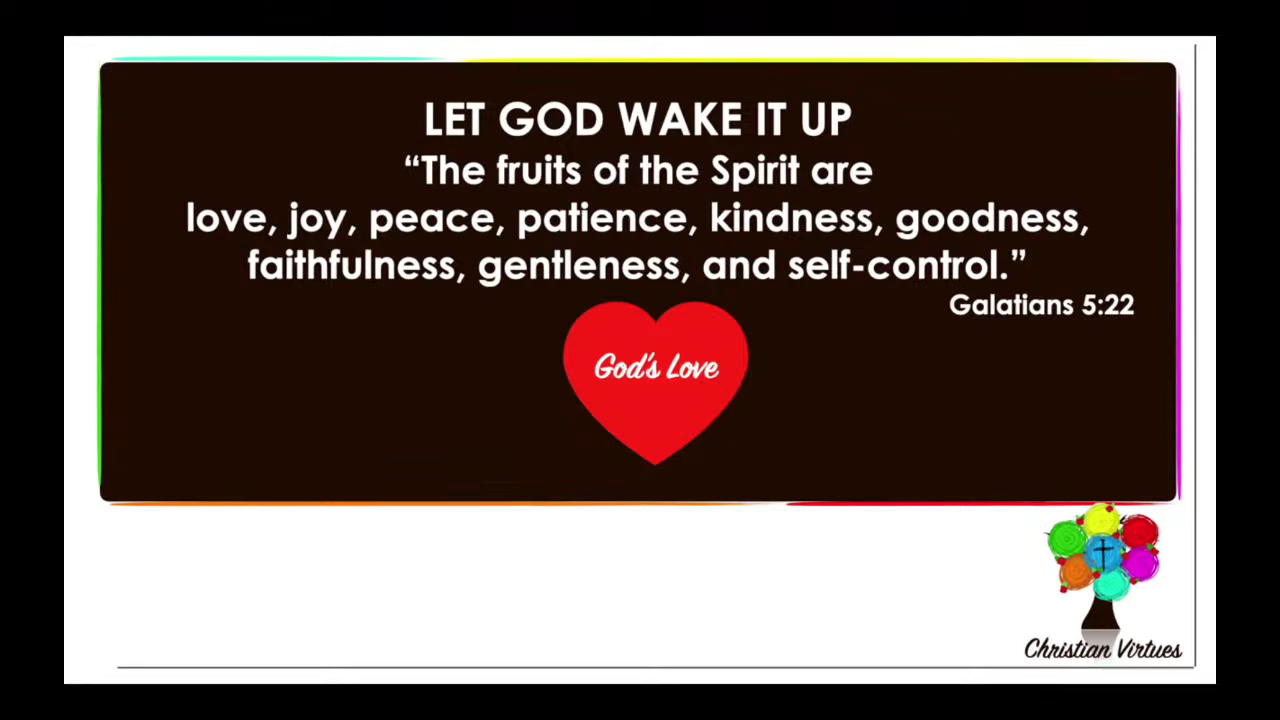 LET GOD WAKE IT UP
“The fruits of the Spirit are
love, joy, peace, patience, kindness, goodness,
faithfulness, gentleness, and self-control.”
Galatians 5:22
God's Love
Christian Virtues